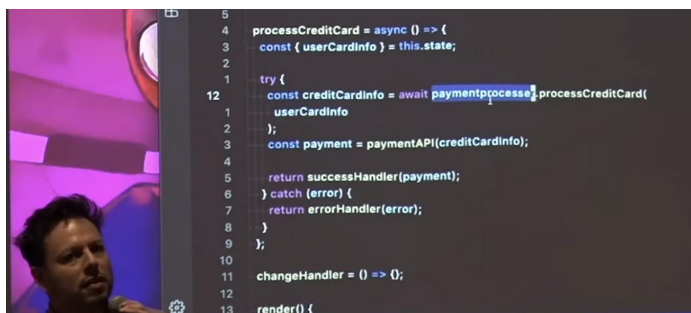 5
4 processCreditCard = async () => {
3 const { userCardInfo } = this.state;
2
1 try {
12 const creditCardInfo = await paymentprocesser.processCreditCard(
1 userCardInfo
2 );
3 const payment = paymentAPI(creditCardInfo);
4
5 return successHandler(payment);
6 } catch (error) {
7 return errorHandler(error);
8 }
9 };
10
11 changeHandler = () => {};
12
13 render() {